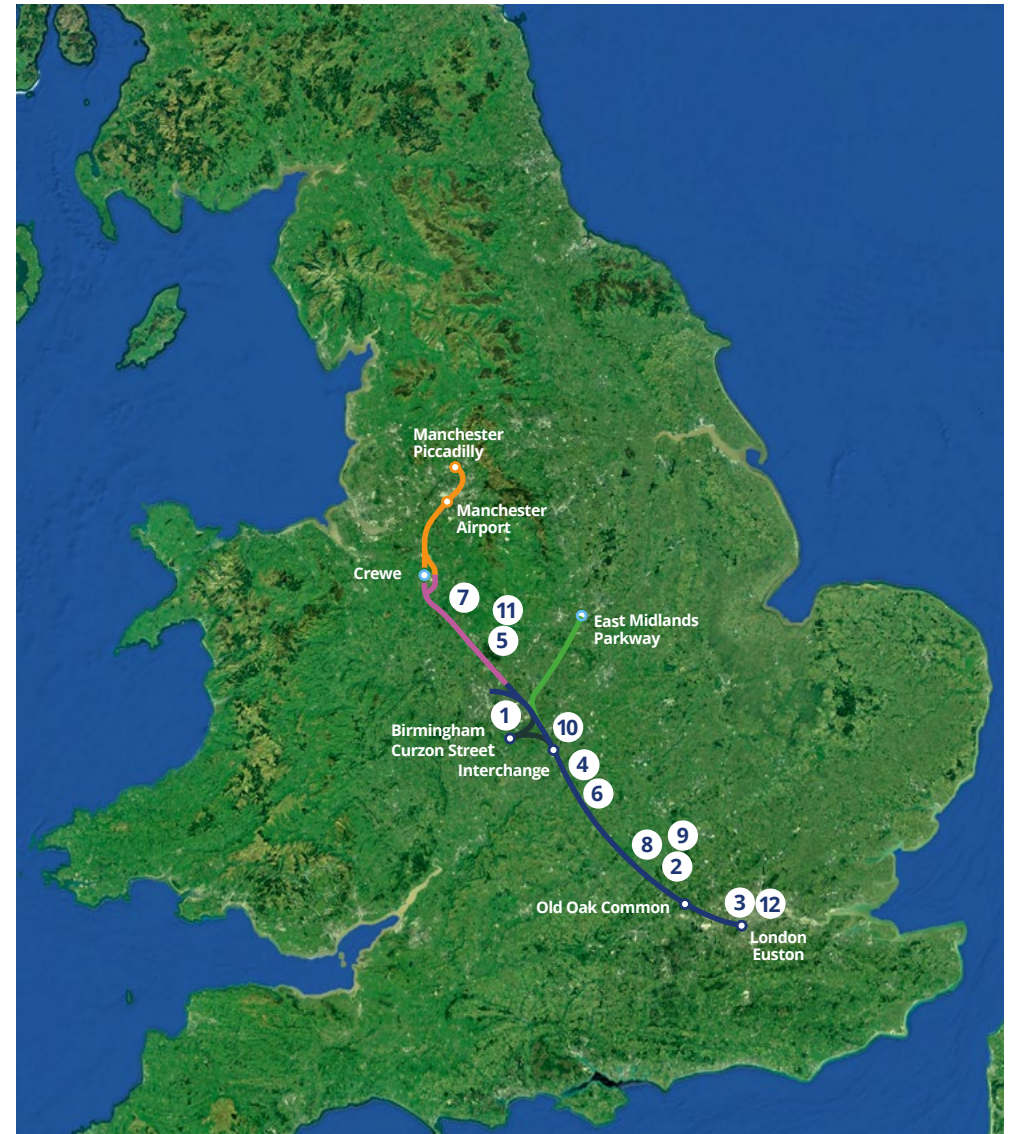 Manchester
Piccadilly
Manchester
Airport
Crewe
7
11
5
East Midlands
Parkway
1
10
Birmingham
Curzon Street
Interchange
4
6
9
8
2
3
12
Old Oak Common
London
Euston